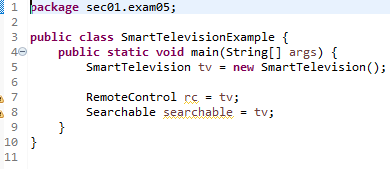 1 package sec01.exam05;
2
3 public class SmartTelevisionExample {
4     public static void main(String[] args) {
5         SmartTelevision tv = new SmartTelevision();
6
7         RemoteControl rc = tv;
8         Searchable searchable = tv;
9     }
10 }
11